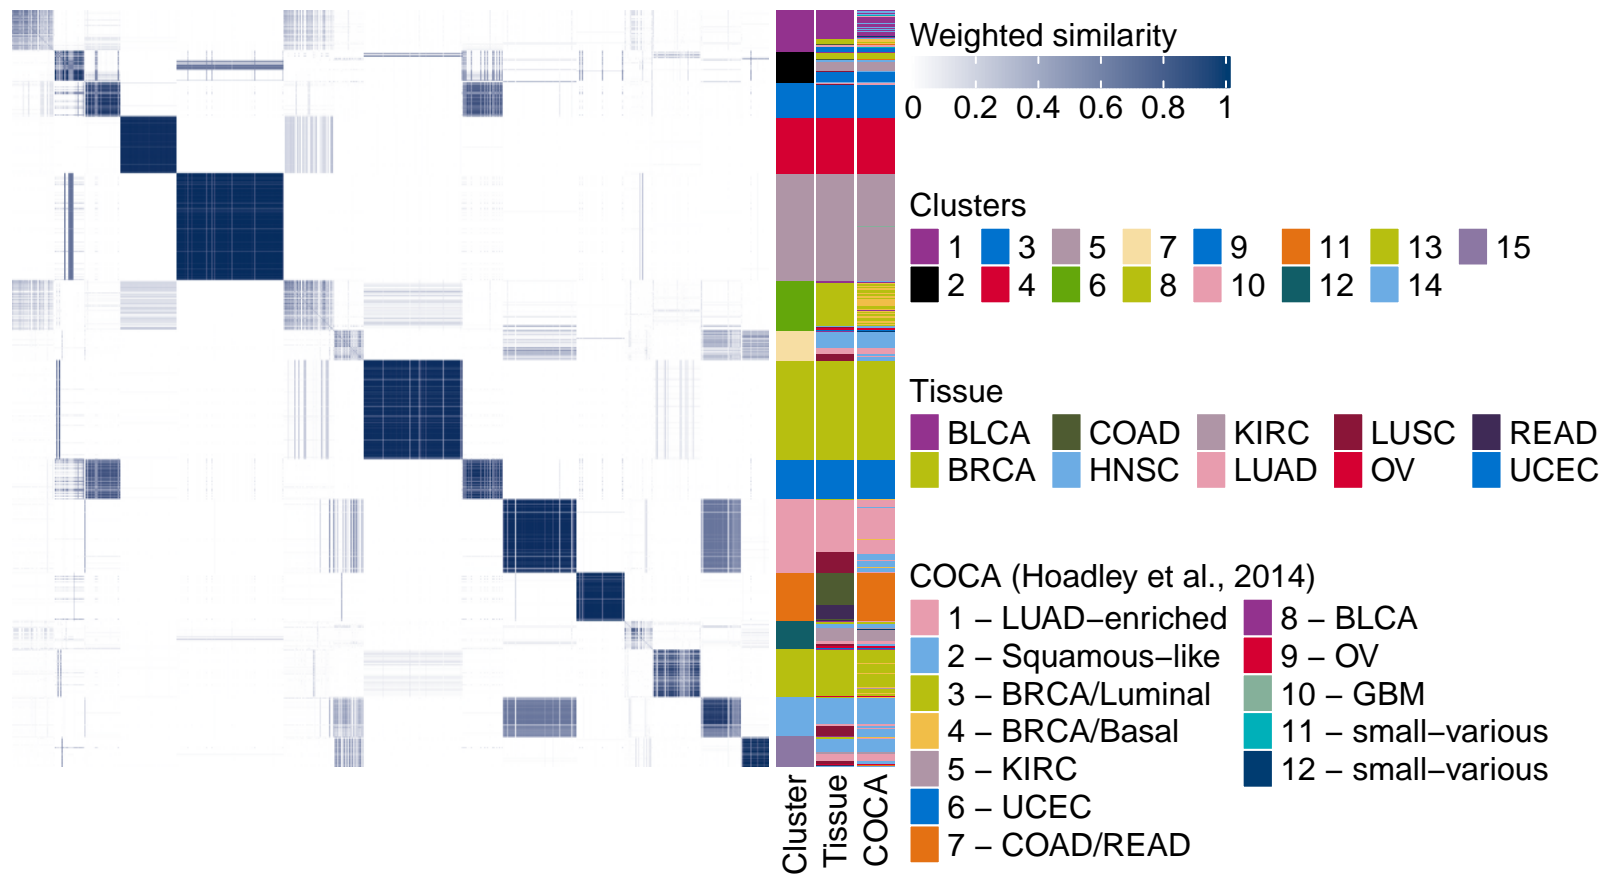 Weighted similarity
0 0.2 0.4 0.6 0.8 1
Clusters
1 3 5 7 9 11 13 15
2 4 6 8 10 12 14
Tissue
BLCA COAD KIRC LUSC READ
BRCA HNSC LUAD OV UCEC
COCA (Hoadley et al., 2014)
1 – LUAD–enriched
2 – Squamous–like
3 – BRCA/Luminal
4 – BRCA/Basal
5 – KIRC
6 – UCEC
7 – COAD/READ
8 – BLCA
9 – OV
10 – GBM
11 – small–various
12 – small–various
Cluster
Tissue
COCA